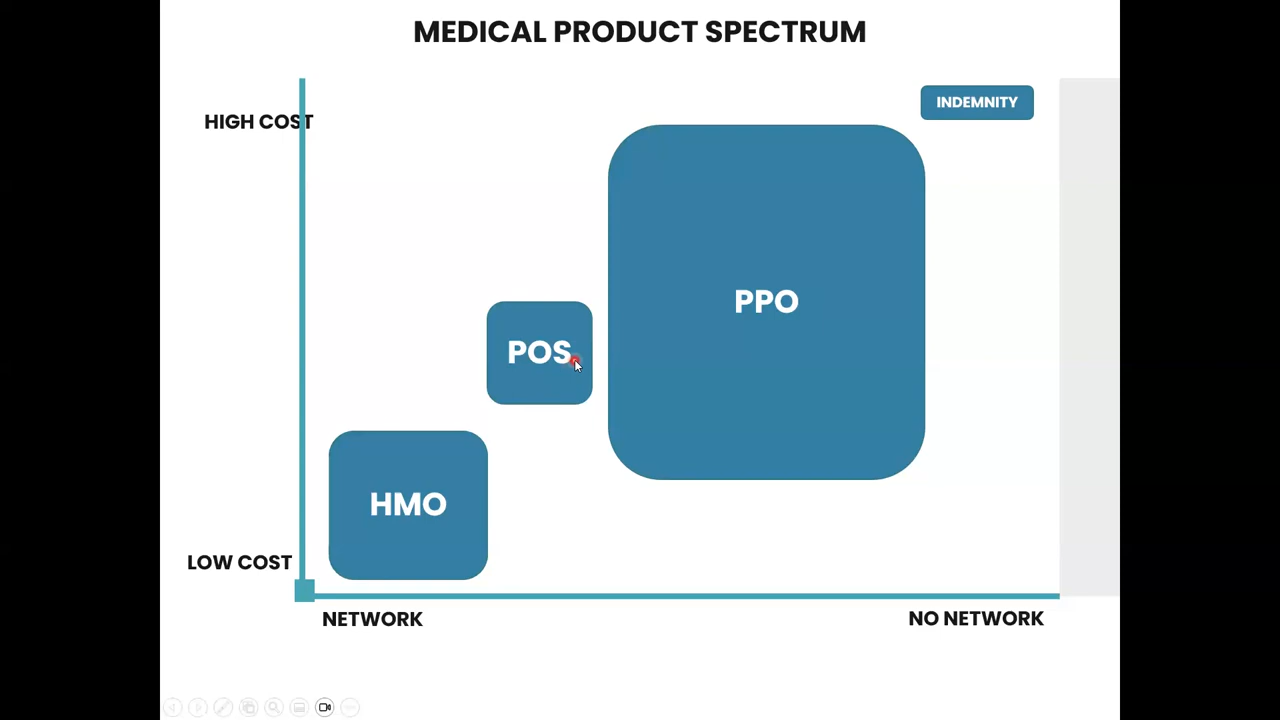 MEDICAL PRODUCT SPECTRUM
INDEMNITY
HIGH COST
PPO
POS
HMO
LOW COST
NETWORK
NO NETWORK